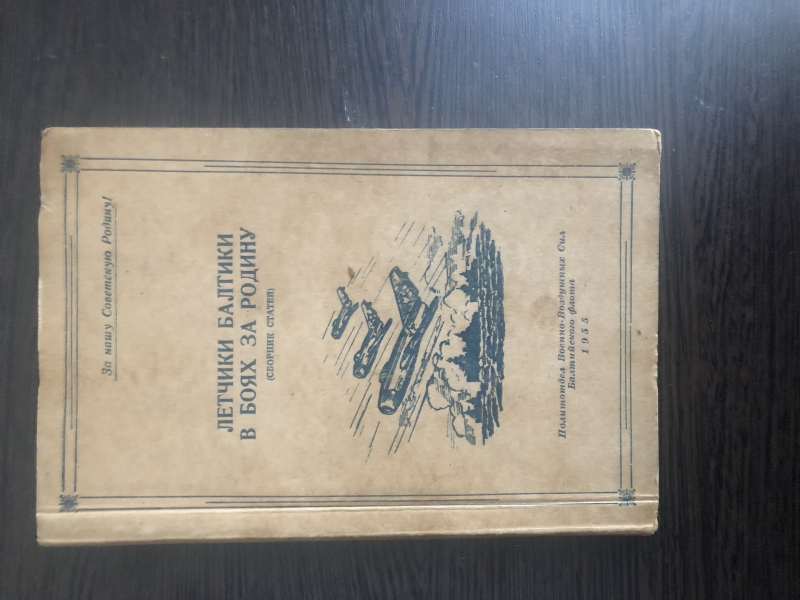 За нашу Советскую Родину!
ЛЕТЧИКИ БАЛТИКИ
В БОЯХ ЗА РОДИНУ
(СБОРНИК СТАТЕЙ)
Политотдел Военно-Воздушных Сил
Балтийского флота
1955